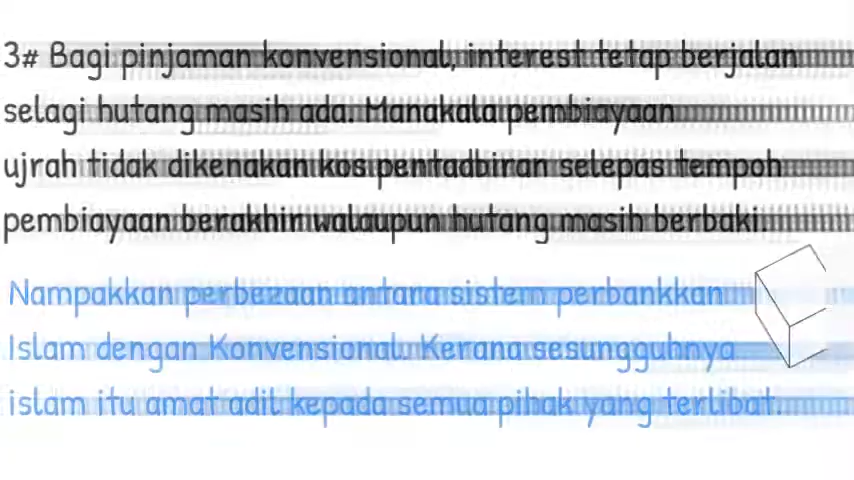 3# Bagi pinjaman konvensional, interest tetap berjalan
selagi hutang masih ada. Manakala pembiayaan
ujrah tidak dikenakan kos pentadbiran selepas tempoh
pembiayaan berakhir walaupun hutang masih berbaki.
Nampakkan perbezaan antara sistem perbankkan
Islam dengan Konvensional. Kerana sesungguhnya
islam itu amat adil kepada semua pihak yang terlibat.